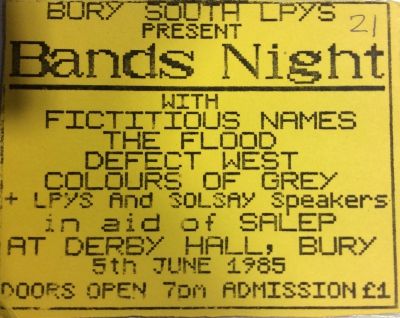 BURY SOUTH LPYS 21
PRESENT
Bands Night
WITH
FICTITIOUS NAMES
THE FLOOD
DEFECT WEST
COLOURS OF GREY
+ LPYS And SOLSAY Speakers
in aid of SALEP
AT DERBY HALL, BURY
5th JUNE 1985
DOORS OPEN 7pm ADMISSION £1